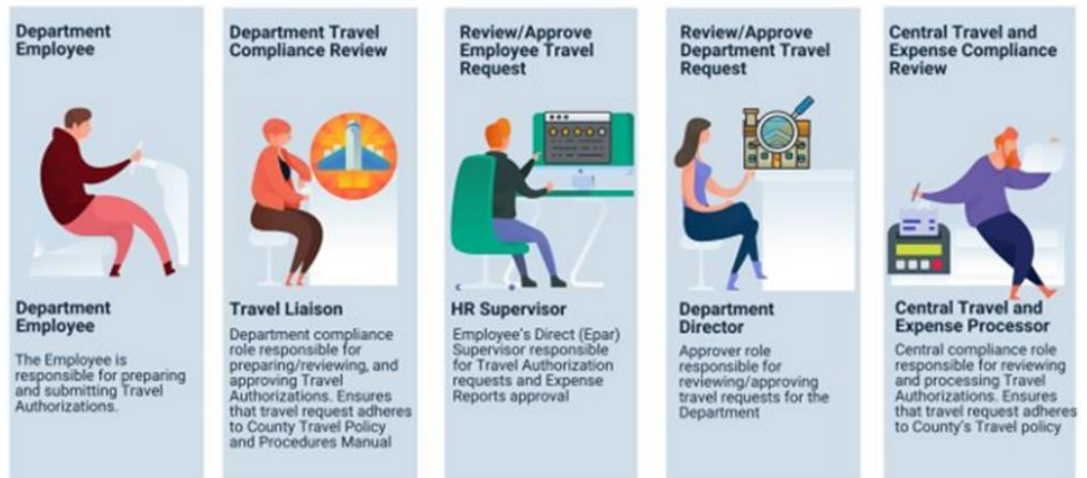 Department
Employee
Department
Employee
The Employee is
responsible for preparing
and submitting Travel
Authorizations.
Department Travel
Compliance Review
Travel Liaison
Department compliance
role responsible for
preparing/reviewing, and
approving Travel
Authorizations. Ensures
that travel request adheres
to County Travel Policy
and Procedures Manual
Review/Approve
Employee Travel
Request
HR Supervisor
Employee's Direct (Epar)
Supervisor responsible
for Travel Authorization
requests and Expense
Reports approval
Review/Approve
Department Travel
Request
Department
Director
Approver role
responsible for
reviewing/approving
travel requests for the
Department
Central Travel and
Expense Compliance
Review
Central Travel and
Expense Processor
Central compliance role
responsible for reviewing
and processing Travel
Authorizations. Ensures
that travel request adheres
to County's Travel policy